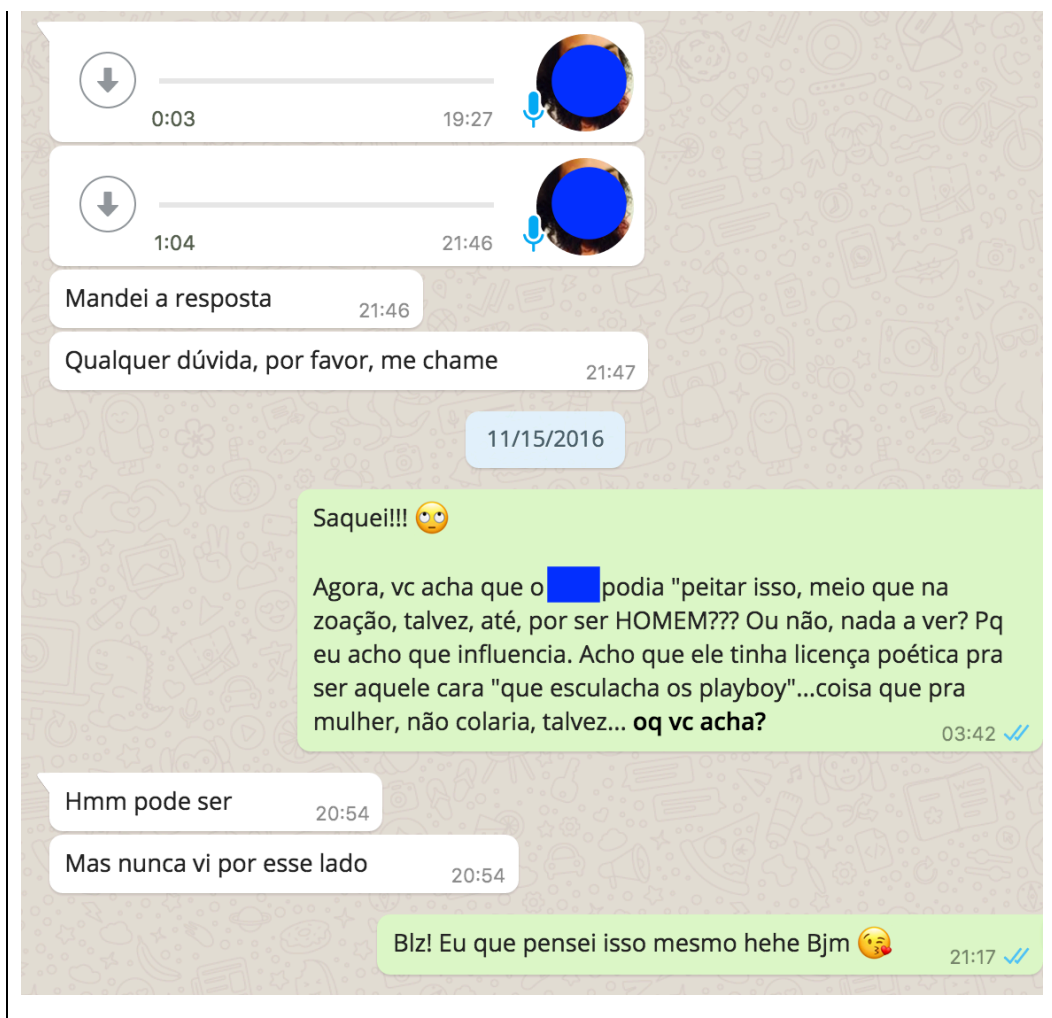 0:03 19:27
1:04 21:46
Mandei a resposta 21:46
Qualquer dúvida, por favor, me chame 21:47
11/15/2016
Saquei!!! 🙄
Agora, vc acha que o podia "peitar isso, meio que na
zoação, talvez, até, por ser HOMEM??? Ou não, nada a ver? Pq
eu acho que influencia. Acho que ele tinha licença poética pra
ser aquele cara "que esculacha os playboy"...coisa que pra
mulher, não colaria, talvez... oq vc acha?
03:42
Hmm pode ser 20:54
Mas nunca vi por esse lado 20:54
Blz! Eu que pensei isso mesmo hehe Bjm 😘 21:17